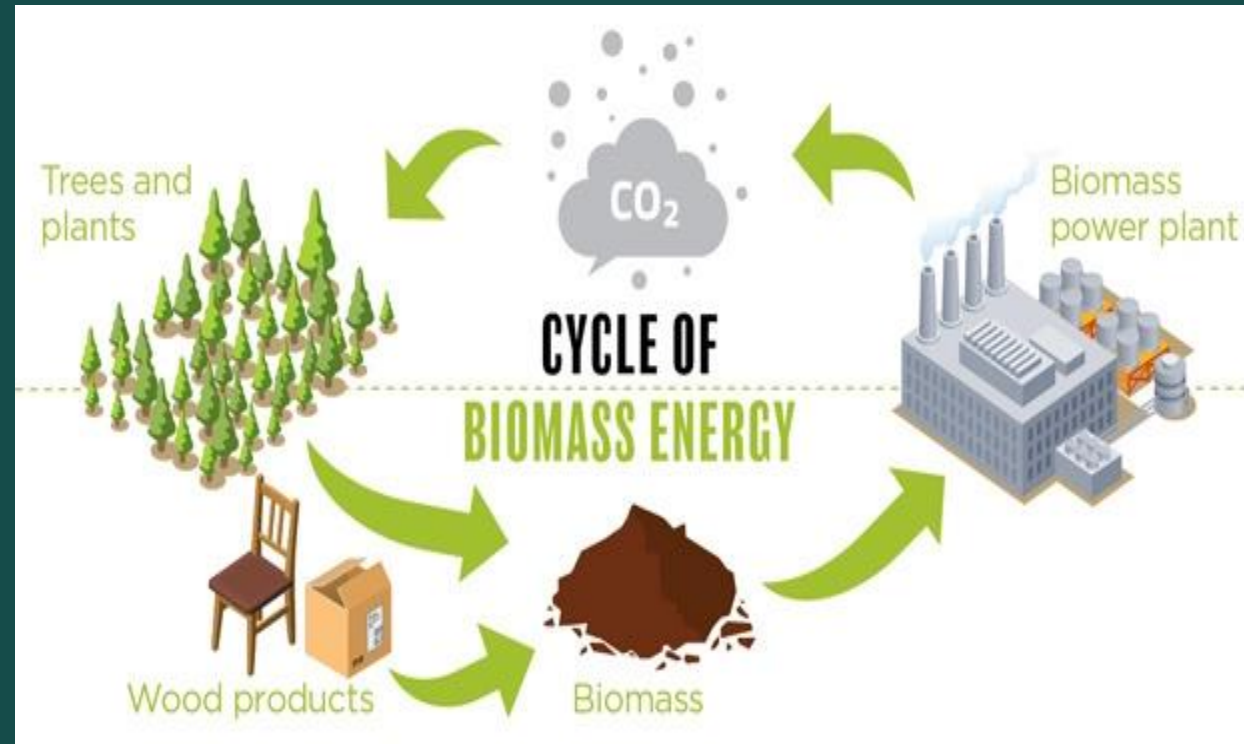 CO₂
Trees and
plants
Biomass
power plant
CYCLE OF
BIOMASS ENERGY
Wood products
Biomass